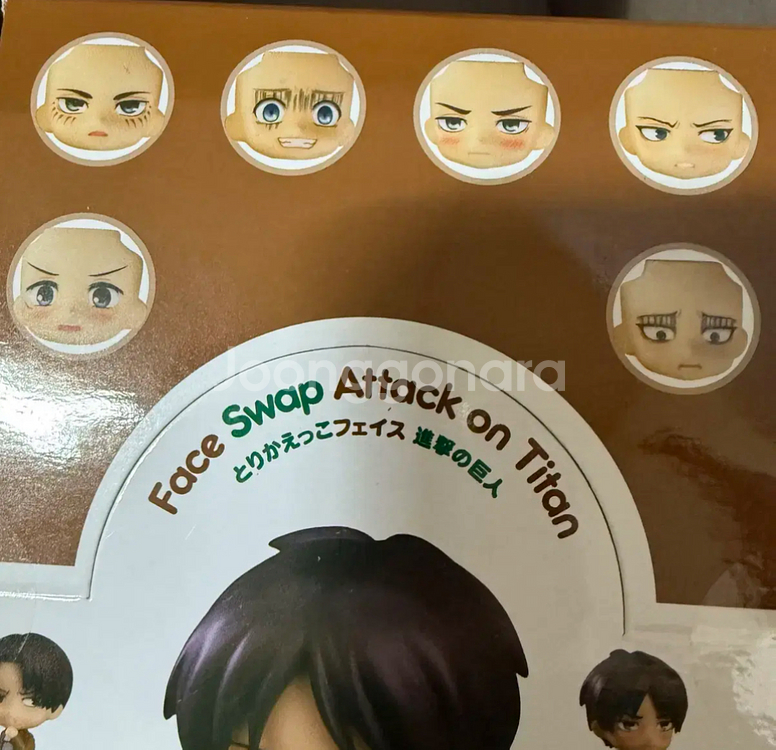 Joonggonara
Face Swap Attack on Titan
とりかえっこフェイス 進撃の巨人